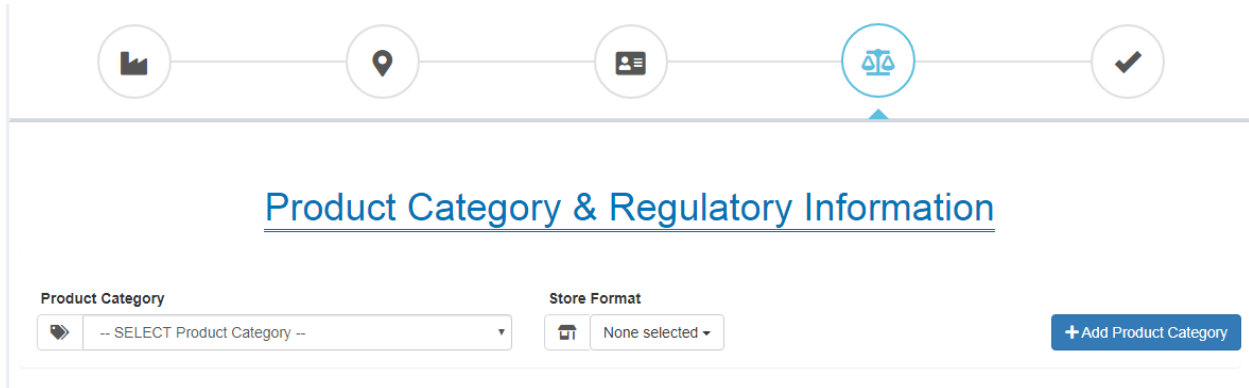 Product Category & Regulatory Information
Product Category
Store Format
-- SELECT Product Category --
None selected
+ Add Product Category